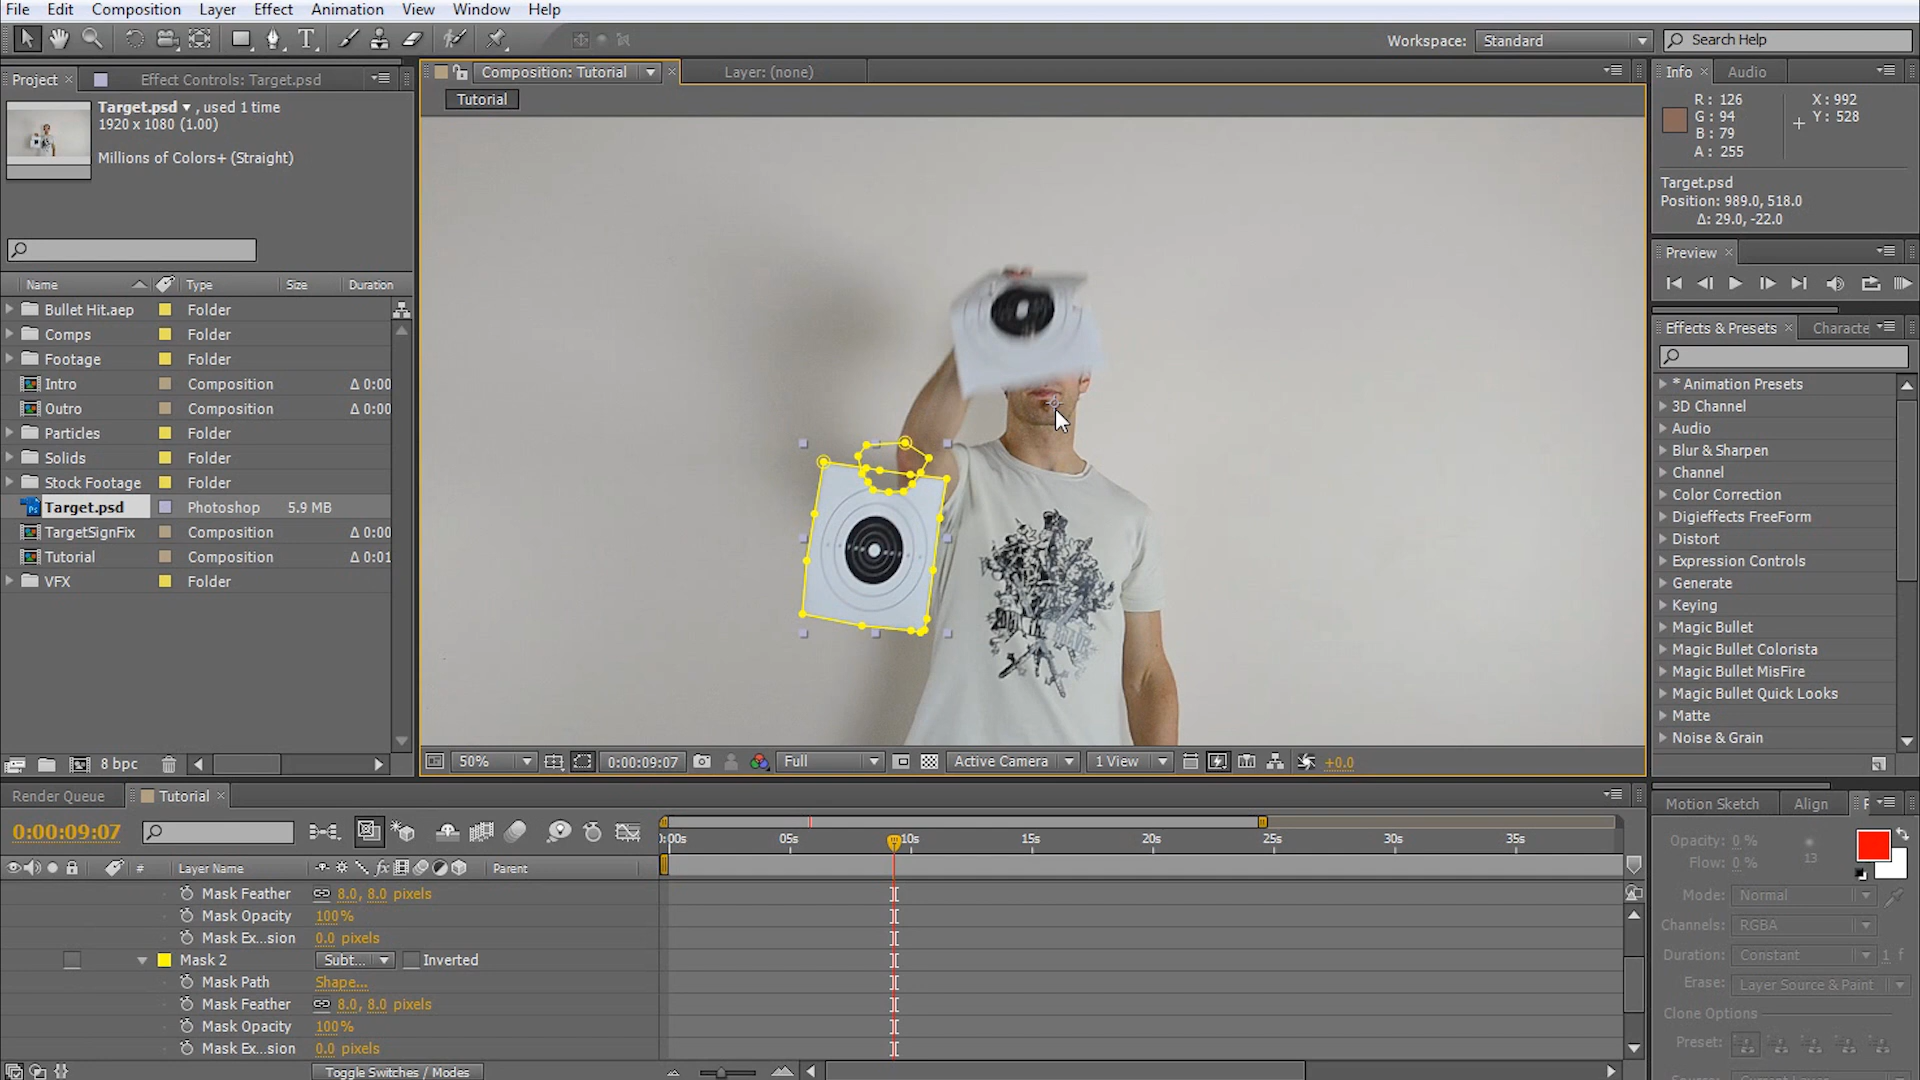 File Edit Composition Layer Effect Animation View Window Help
Workspace: Standard Search Help
Project × Effect Controls: Target.psd
Composition: Tutorial × Layer: (none)
Info × Audio
Tutorial
Target.psd , used 1 time
1920 x 1080 (1.00)
Millions of Colors+ (Straight)
R: 126 X: 992
G: 94 Y: 528
B: 79
A: 255
Target.psd
Position: 989.0, 518.0
Δ: 29.0, -22.0
Preview ×
Name Type Size Duration
Bullet Hit.aep Folder
Comps Folder
Footage Folder
Intro Composition Δ 0:00
Outro Composition Δ 0:00
Particles Folder
Solids Folder
Stock Footage Folder
Target.psd Photoshop 5.9 MB
TargetSignFix Composition Δ 0:00
Tutorial Composition Δ 0:01
VFX Folder
8 bpc
Effects & Presets × Characte
* Animation Presets
3D Channel
Audio
Blur & Sharpen
Channel
Color Correction
Digieffects FreeForm
Distort
Expression Controls
Generate
Keying
Magic Bullet
Magic Bullet Colorista
Magic Bullet MisFire
Magic Bullet Quick Looks
Matte
Noise & Grain
50% 0:00:09:07 Full Active Camera 1 View +0.0
Render Queue Tutorial ×
0:00:09:07
:00s 05s 10s 15s 20s 25s 30s 35s
# Layer Name fx Parent
Mask Feather 8.0, 8.0 pixels
Mask Opacity 100%
Mask Ex...sion 0.0 pixels
Mask 2 Subt... Inverted
Mask Path Shape...
Mask Feather 8.0, 8.0 pixels
Mask Opacity 100%
Mask Ex...sion 0.0 pixels
Toggle Switches / Modes
Motion Sketch Align
Opacity: 0 %
Flow: 0 % 13
Mode: Normal
Channels: RGBA
Duration: Constant 1 f
Erase: Layer Source & Paint
Clone Options
Preset: